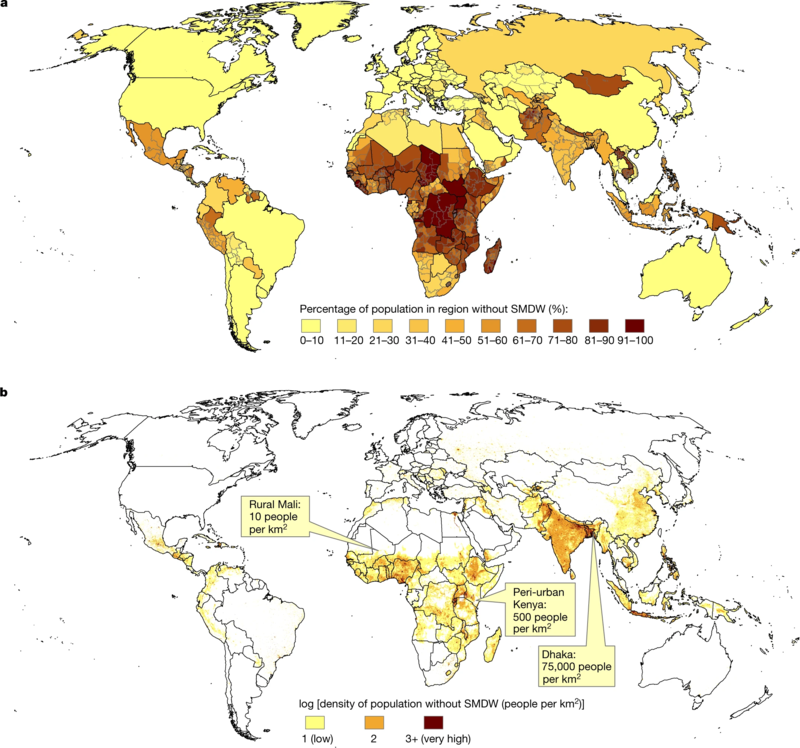 a
Percentage of population in region without SMDW (%):
0–10 11–20 21–30 31–40 41–50 51–60 61–70 71–80 81–90 91–100
b
Rural Mali:
10 people
per km²
Peri-urban
Kenya:
500 people
per km²
Dhaka:
75,000 people
per km²
log [density of population without SMDW (people per km²)]
1 (low) 2 3+ (very high)